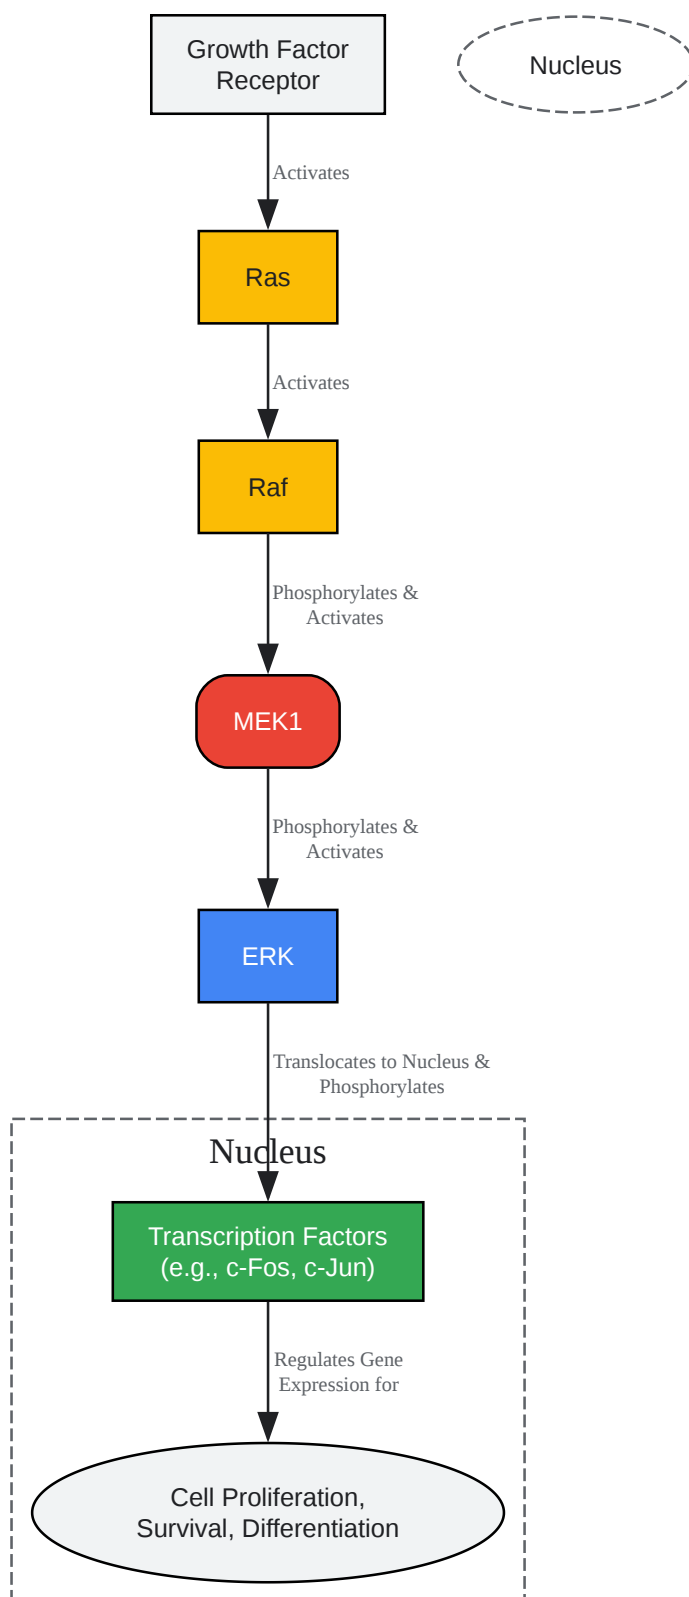 Growth Factor
Receptor
Nucleus
Activates
Ras
Activates
Raf
Phosphorylates &
Activates
MEK1
Phosphorylates &
Activates
ERK
Translocates to Nucleus &
Phosphorylates
Nucleus
Transcription Factors
(e.g., c-Fos, c-Jun)
Regulates Gene
Expression for
Cell Proliferation,
Survival, Differentiation